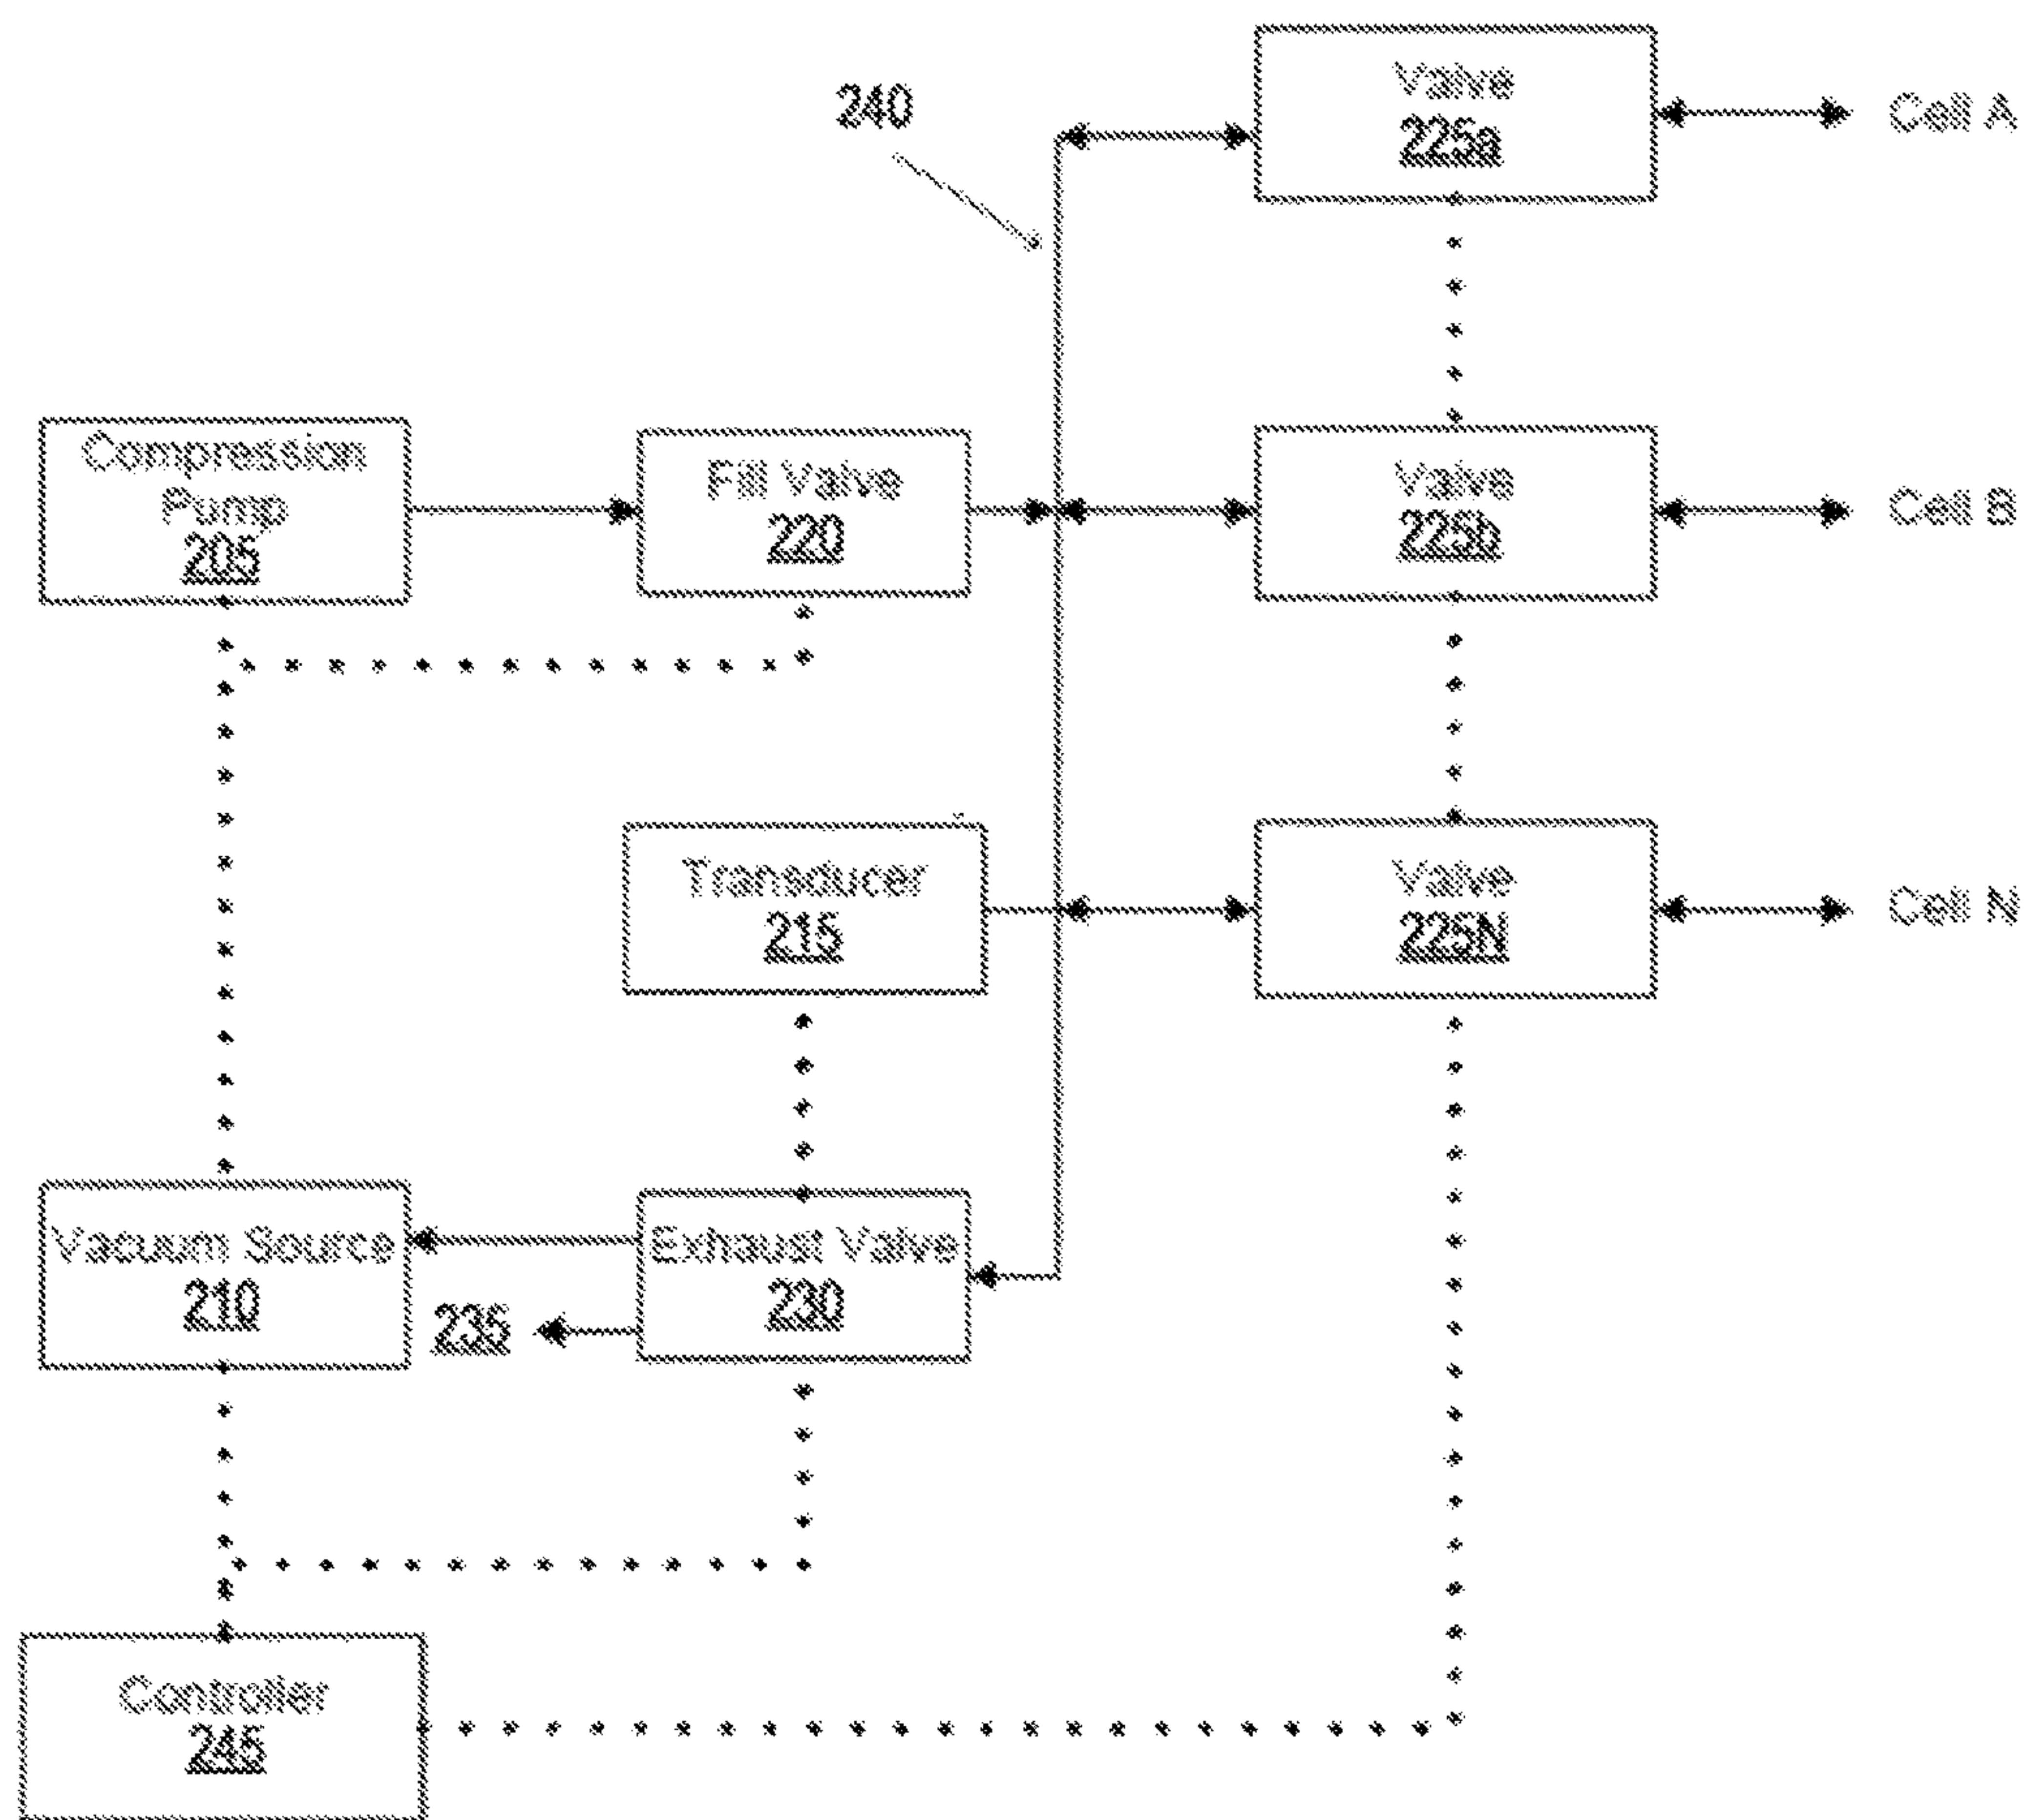 240
Valve
225a
Cell A
Compression
Pump
205
Fill Valve
220
Valve
225b
Cell B
Transducer
215
Valve
225N
Cell N
Vacuum Source
210
235
Exhaust Valve
230
Controller
245